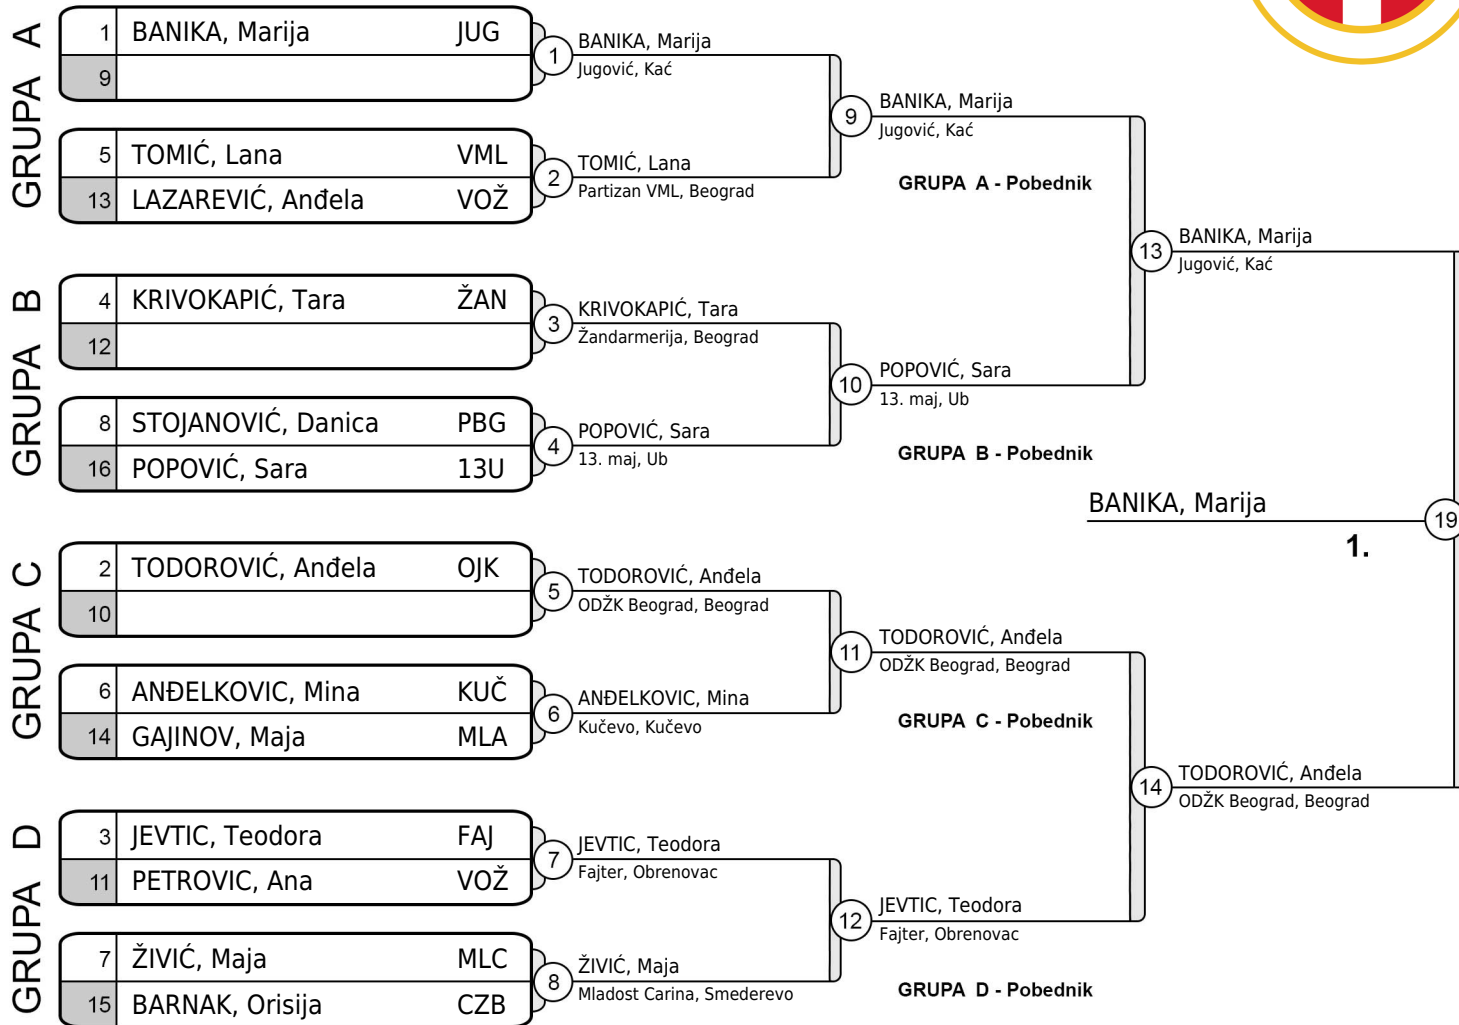 GRUPA A
1 BANIKA, Marija JUG
9
5 TOMIĆ, Lana VML
13 LAZAREVIĆ, Anđela VOŽ
GRUPA B
4 KRIVOKAPIĆ, Tara ŽAN
12
8 STOJANOVIĆ, Danica PBG
16 POPOVIĆ, Sara 13U
GRUPA C
2 TODOROVIĆ, Anđela OJK
10
6 ANĐELKOVIC, Mina KUČ
14 GAJINOV, Maja MLA
GRUPA D
3 JEVTIC, Teodora FAJ
11 PETROVIC, Ana VOŽ
7 ŽIVIĆ, Maja MLC
15 BARNAK, Orisija CZB
1 BANIKA, Marija
Jugović, Kać
2 TOMIĆ, Lana
Partizan VML, Beograd
3 KRIVOKAPIĆ, Tara
Žandarmerija, Beograd
4 POPOVIĆ, Sara
13. maj, Ub
5 TODOROVIĆ, Anđela
ODŽK Beograd, Beograd
6 ANĐELKOVIC, Mina
Kučevo, Kučevo
7 JEVTIC, Teodora
Fajter, Obrenovac
8 ŽIVIĆ, Maja
Mladost Carina, Smederevo
9 BANIKA, Marija
Jugović, Kać
GRUPA A - Pobednik
10 POPOVIĆ, Sara
13. maj, Ub
GRUPA B - Pobednik
11 TODOROVIĆ, Anđela
ODŽK Beograd, Beograd
GRUPA C - Pobednik
12 JEVTIC, Teodora
Fajter, Obrenovac
GRUPA D - Pobednik
13 BANIKA, Marija
Jugović, Kać
14 TODOROVIĆ, Anđela
ODŽK Beograd, Beograd
BANIKA, Marija 19
1.